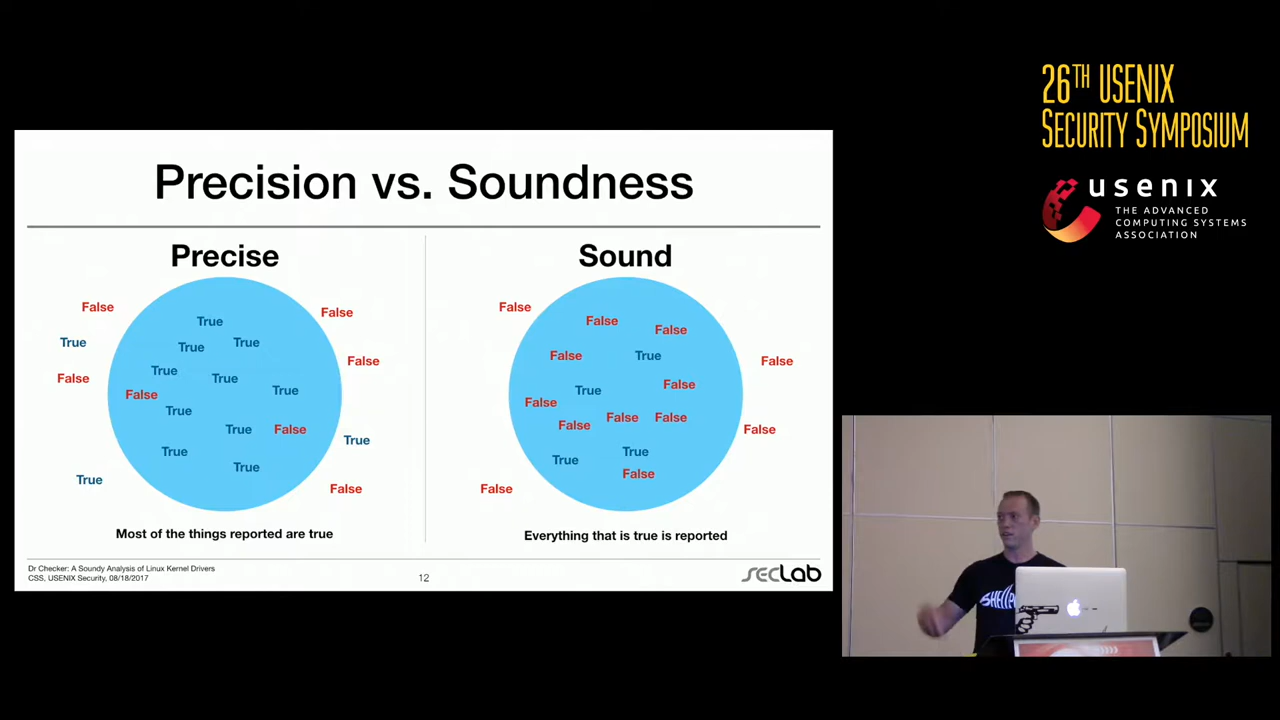 Precision vs. Soundness
Precise
False
True
False
True
True
True
True
True
False
True
True
True
False
True
True
False
False
True
False
True
Most of the things reported are true
Sound
False
False
False
False
True
False
True
False
False
False
False
False
True
True
False
False
False
False
Everything that is true is reported
Dr Checker: A Soundy Analysis of Linux Kernel Drivers
CSS, USENIX Security, 08/18/2017
12
secLab
26TH USENIX
SECURITY SYMPOSIUM
usenix
THE ADVANCED
COMPUTING SYSTEMS
ASSOCIATION